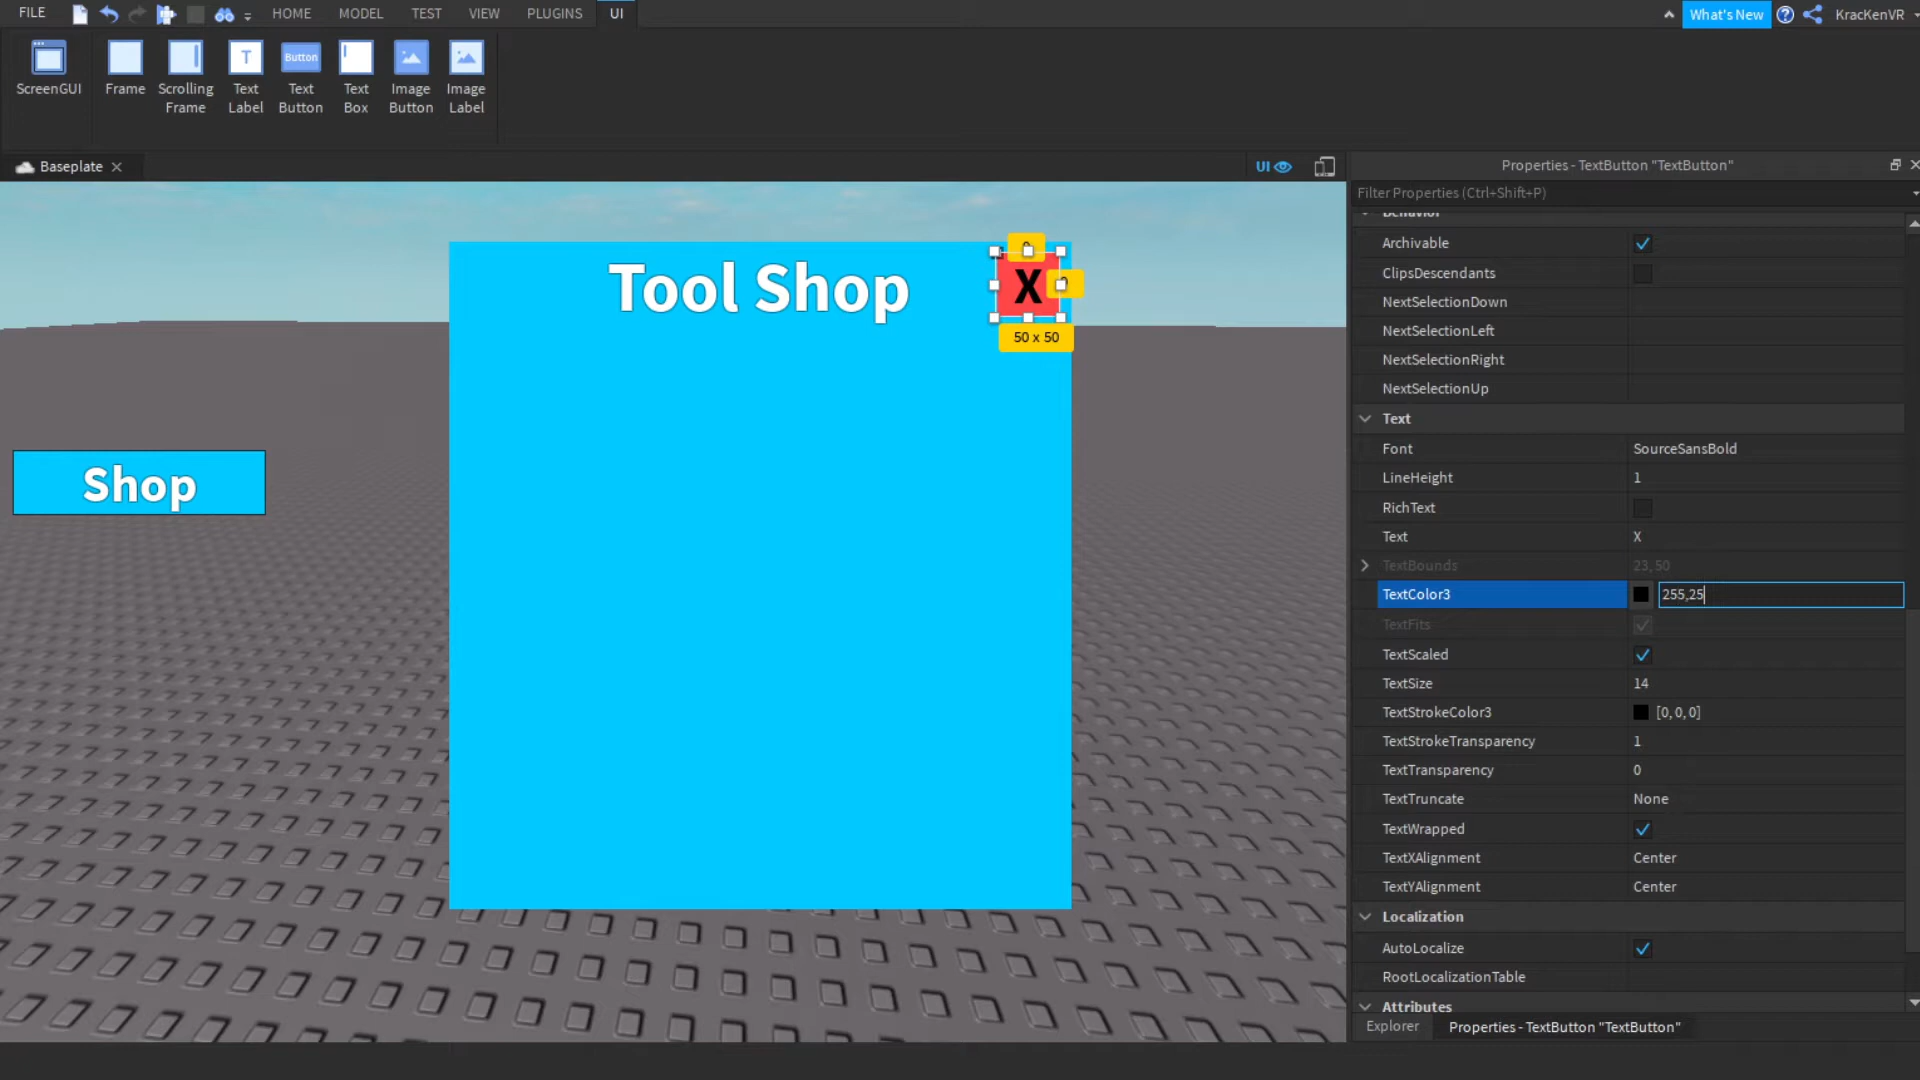 FILE HOME MODEL TEST VIEW PLUGINS UI What's New KracKenVR
ScreenGUI Frame Scrolling Frame Text Label Text Button Text Box Image Button Image Label
T Button
Baseplate UI
Properties - TextButton "TextButton"
Filter Properties (Ctrl+Shift+P)
Behavior
Archivable
ClipsDescendants
NextSelectionDown
NextSelectionLeft
NextSelectionRight
NextSelectionUp
Text
Font SourceSansBold
LineHeight 1
RichText
Text X
TextBounds 23, 50
TextColor3 255,25
TextFits
TextScaled
TextSize 14
TextStrokeColor3 [0, 0, 0]
TextStrokeTransparency 1
TextTransparency 0
TextTruncate None
TextWrapped
TextXAlignment Center
TextYAlignment Center
Localization
AutoLocalize
RootLocalizationTable
Attributes
Explorer Properties - TextButton "TextButton"
Tool Shop X
50 x 50
Shop